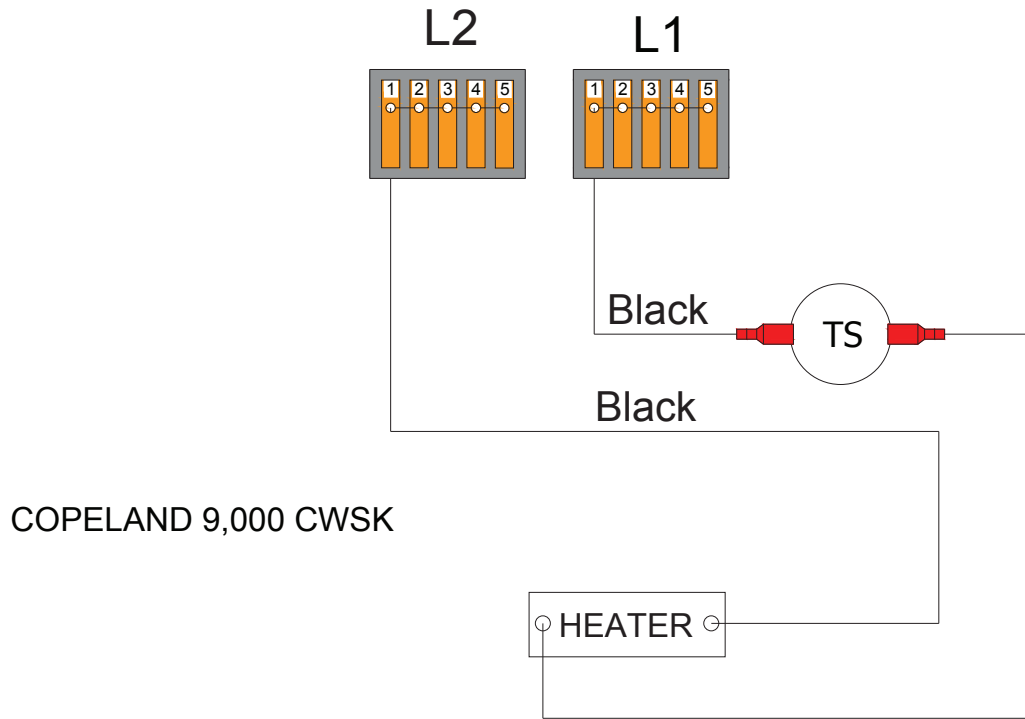 L2
L1
1 2 3 4 5
1 2 3 4 5
Black
TS
Black
COPELAND 9,000 CWSK
HEATER